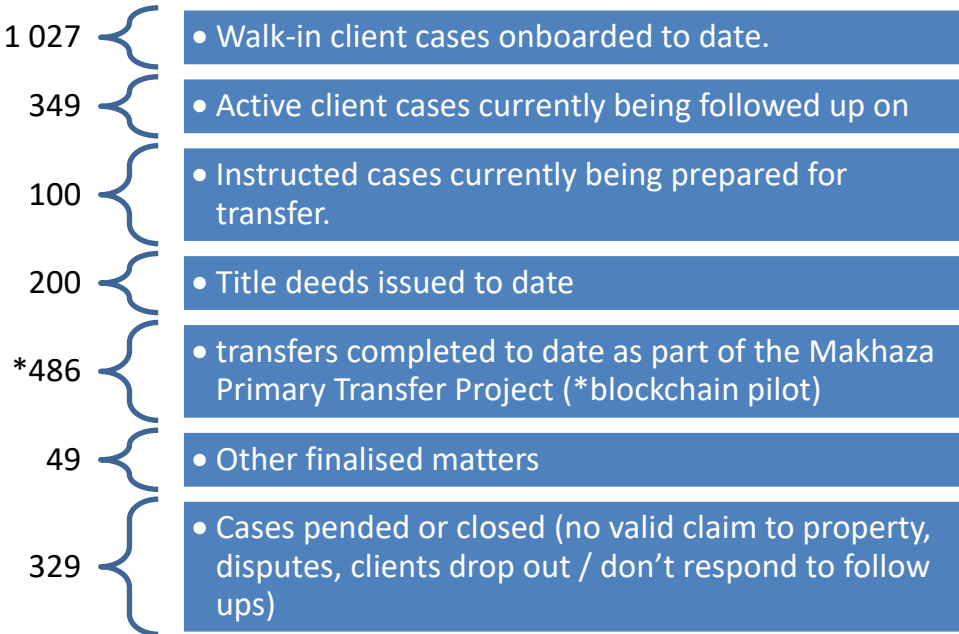 1 027
• Walk-in client cases onboarded to date.
349
• Active client cases currently being followed up on
100
• Instructed cases currently being prepared for
transfer.
200
• Title deeds issued to date
*486
• transfers completed to date as part of the Makhaza
Primary Transfer Project (*blockchain pilot)
49
• Other finalised matters
329
• Cases pended or closed (no valid claim to property,
disputes, clients drop out / don’t respond to follow
ups)